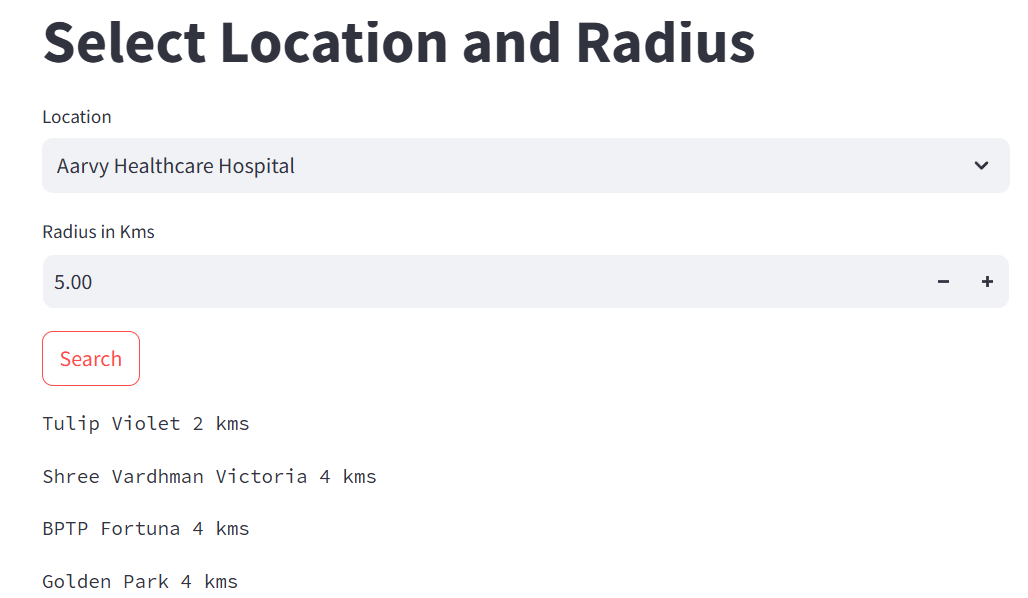 Select Location and Radius
Location
Aarvy Healthcare Hospital
Radius in Kms
5.00
Search
Tulip Violet 2 kms
Shree Vardhman Victoria 4 kms
BPTP Fortuna 4 kms
Golden Park 4 kms